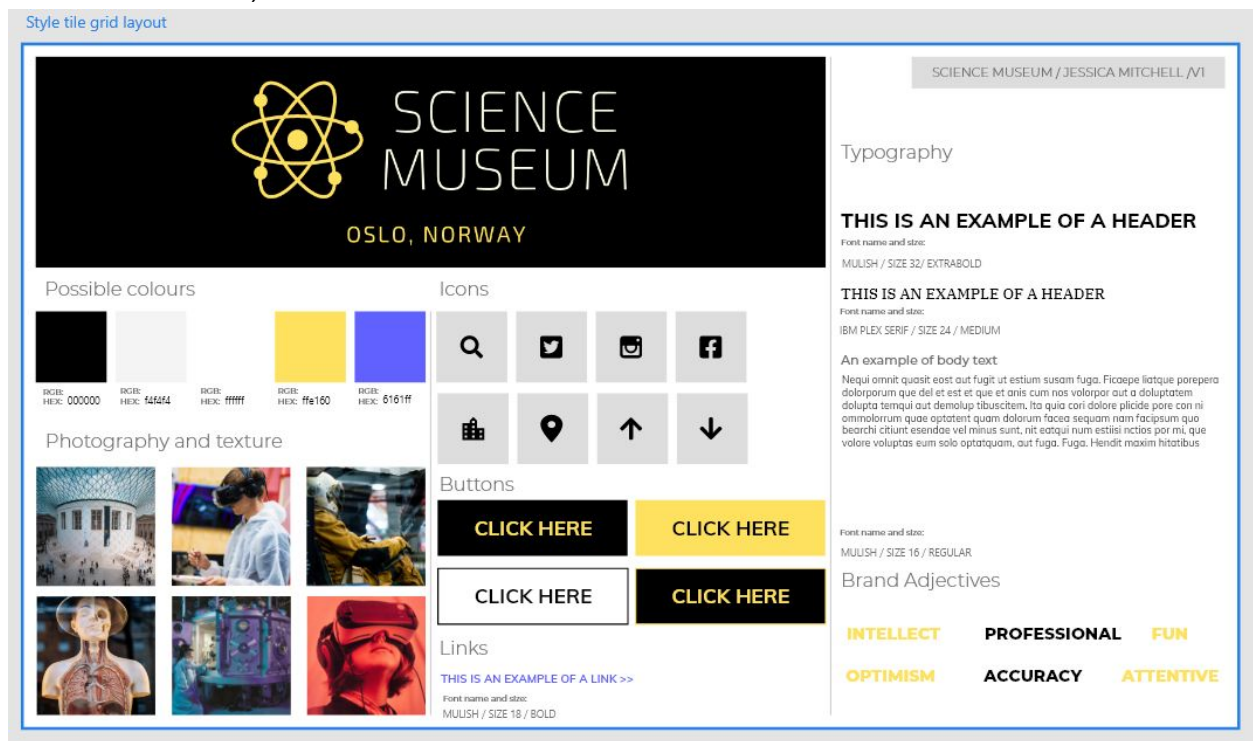 Style tile grid layout
SCIENCE
MUSEUM
OSLO, NORWAY
Possible colours
RGB:
HEX: 000000
RGB:
HEX: f4f4f4
RGB:
HEX: ffffff
RGB:
HEX: ffe160
RGB:
HEX: 6161ff
Photography and texture
Icons
Buttons
CLICK HERE
CLICK HERE
CLICK HERE
CLICK HERE
Links
THIS IS AN EXAMPLE OF A LINK >>
Font name and size:
MULISH / SIZE 18 / BOLD
SCIENCE MUSEUM / JESSICA MITCHELL /V1
Typography
THIS IS AN EXAMPLE OF A HEADER
Font name and size:
MULISH / SIZE 32/ EXTRABOLD
THIS IS AN EXAMPLE OF A HEADER
Font name and size:
IBM PLEX SERIF / SIZE 24 / MEDIUM
An example of body text
Nequi omnit quasit eost aut fugit ut estium susam fuga. Ficaepe liatque porepera
dolorporum que del et est et que et anis cum nos volorpor aut a doluptatem
dolupta temqui aut demolup tibuscitem. Ita quia cori dolore plicide pore con ni
ommolorrum quae optatent quam dolorum facea sequam nam facipsum quo
bearchi citiunt esendae vel minus sunt, nit eatqui num estiisi nctios por mi, que
volore voluptas eum solo optatquam, aut fuga. Fuga. Hendit maxim hitatibus
Font name and size:
MULISH / SIZE 16 / REGULAR
Brand Adjectives
INTELLECT PROFESSIONAL FUN
OPTIMISM ACCURACY ATTENTIVE